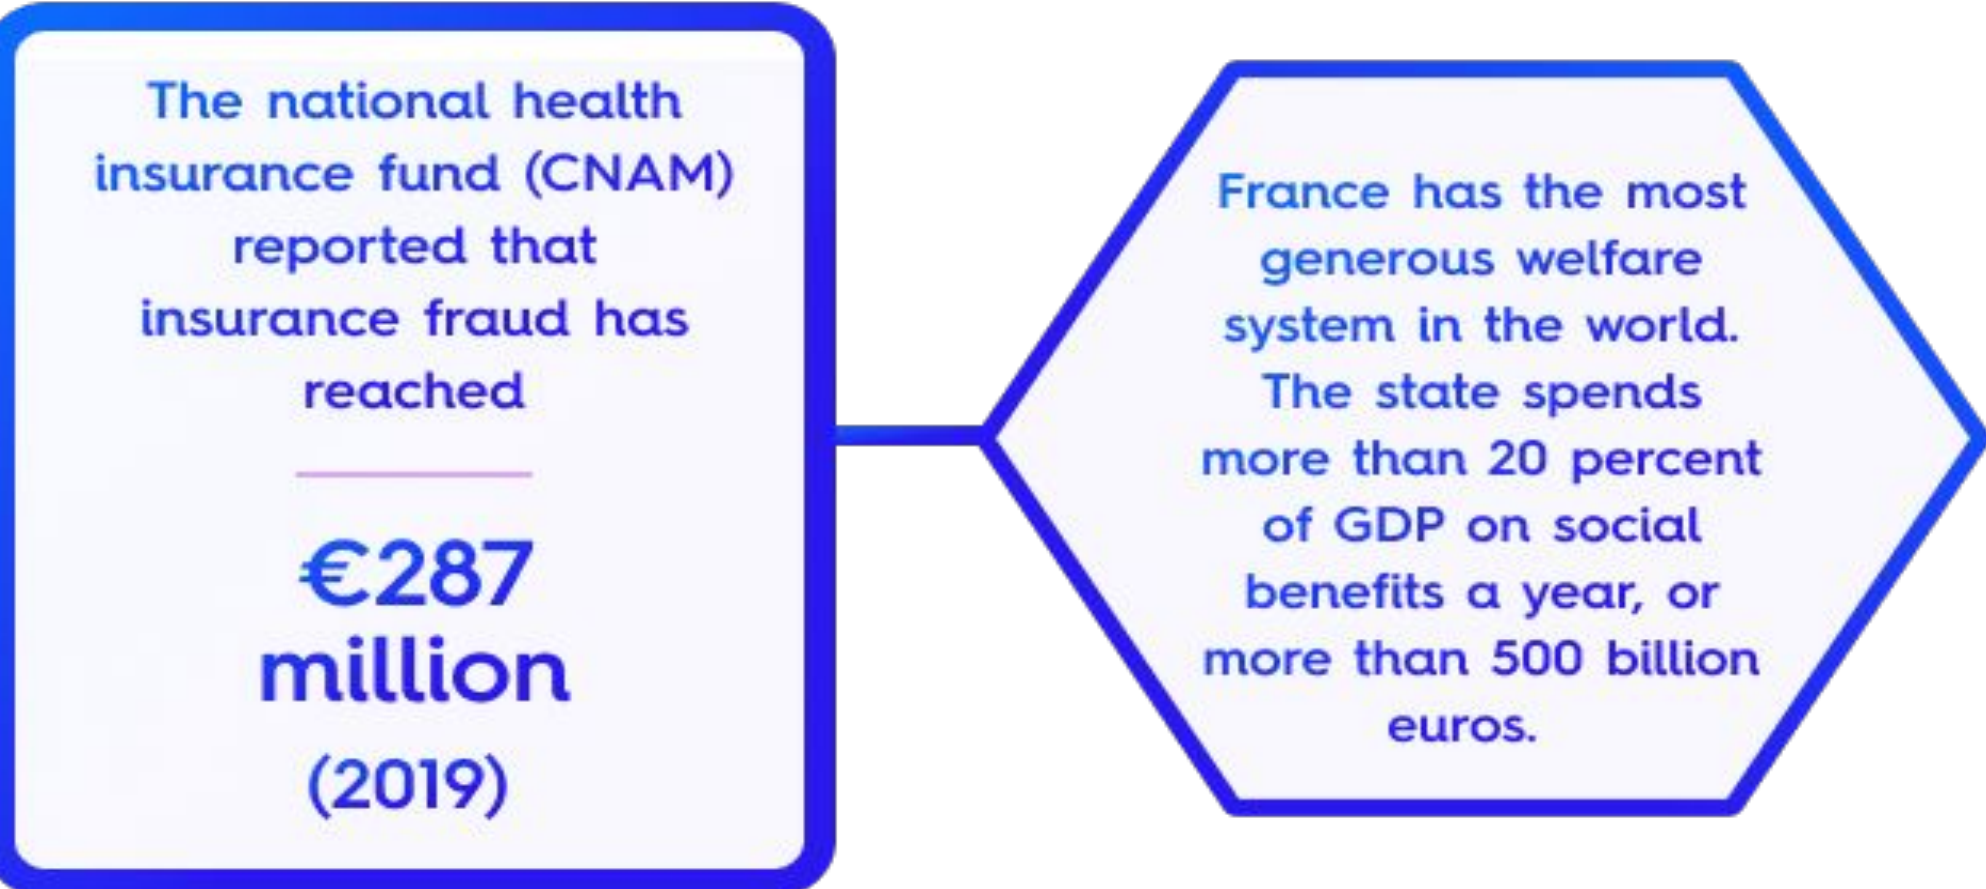 The national health
insurance fund (CNAM)
reported that
insurance fraud has
reached
€287
million
(2019)
France has the most
generous welfare
system in the world.
The state spends
more than 20 percent
of GDP on social
benefits a year, or
more than 500 billion
euros.